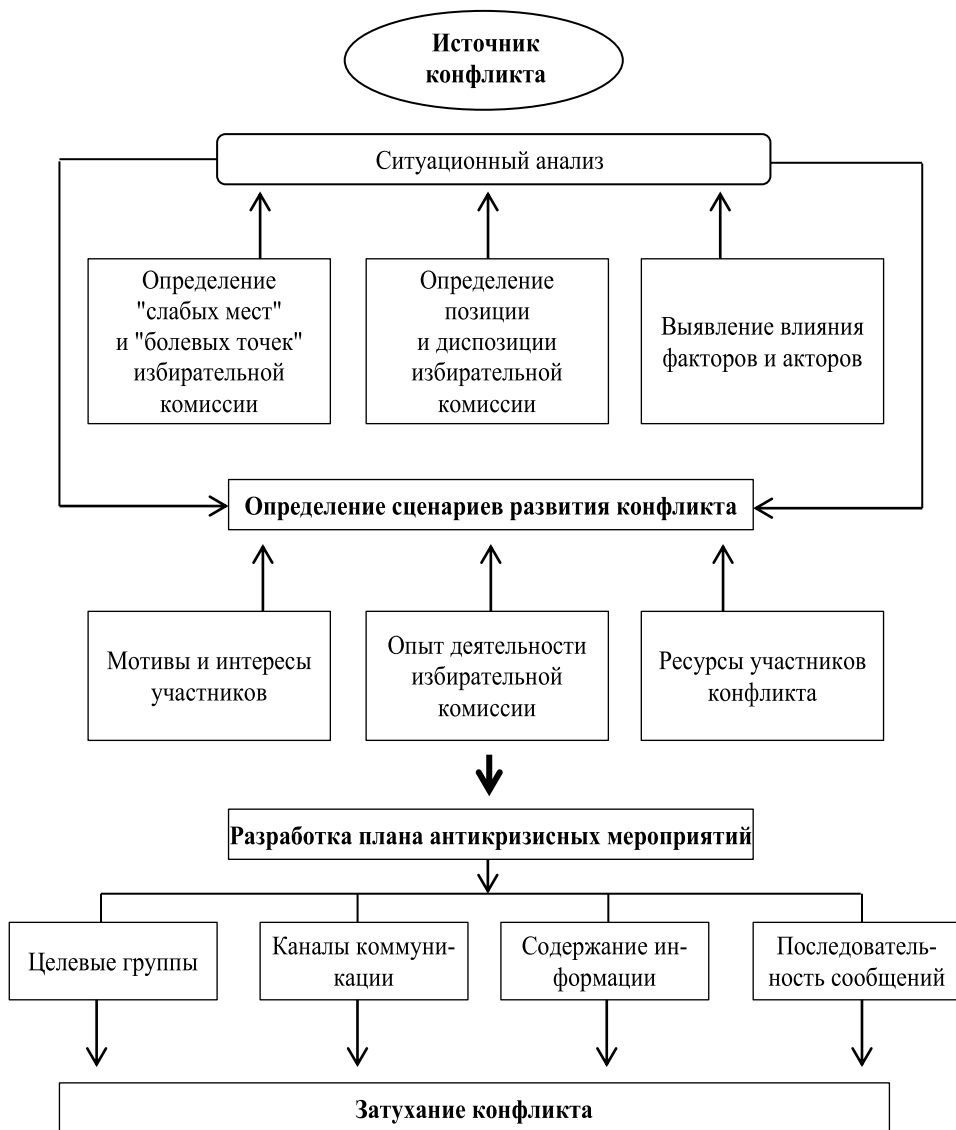 Источник
конфликта
Ситуационный анализ
Определение
"слабых мест"
и "болевых точек"
избирательной
комиссии
Определение
позиции
и диспозиции
избирательной
комиссии
Выявление влияния
факторов и акторов
Определение сценариев развития конфликта
Мотивы и интересы
участников
Опыт деятельности
избирательной
комиссии
Ресурсы участников
конфликта
Разработка плана антикризисных мероприятий
Целевые группы
Каналы коммуни-
кации
Содержание ин-
формации
Последователь-
ность сообщений
Затухание конфликта